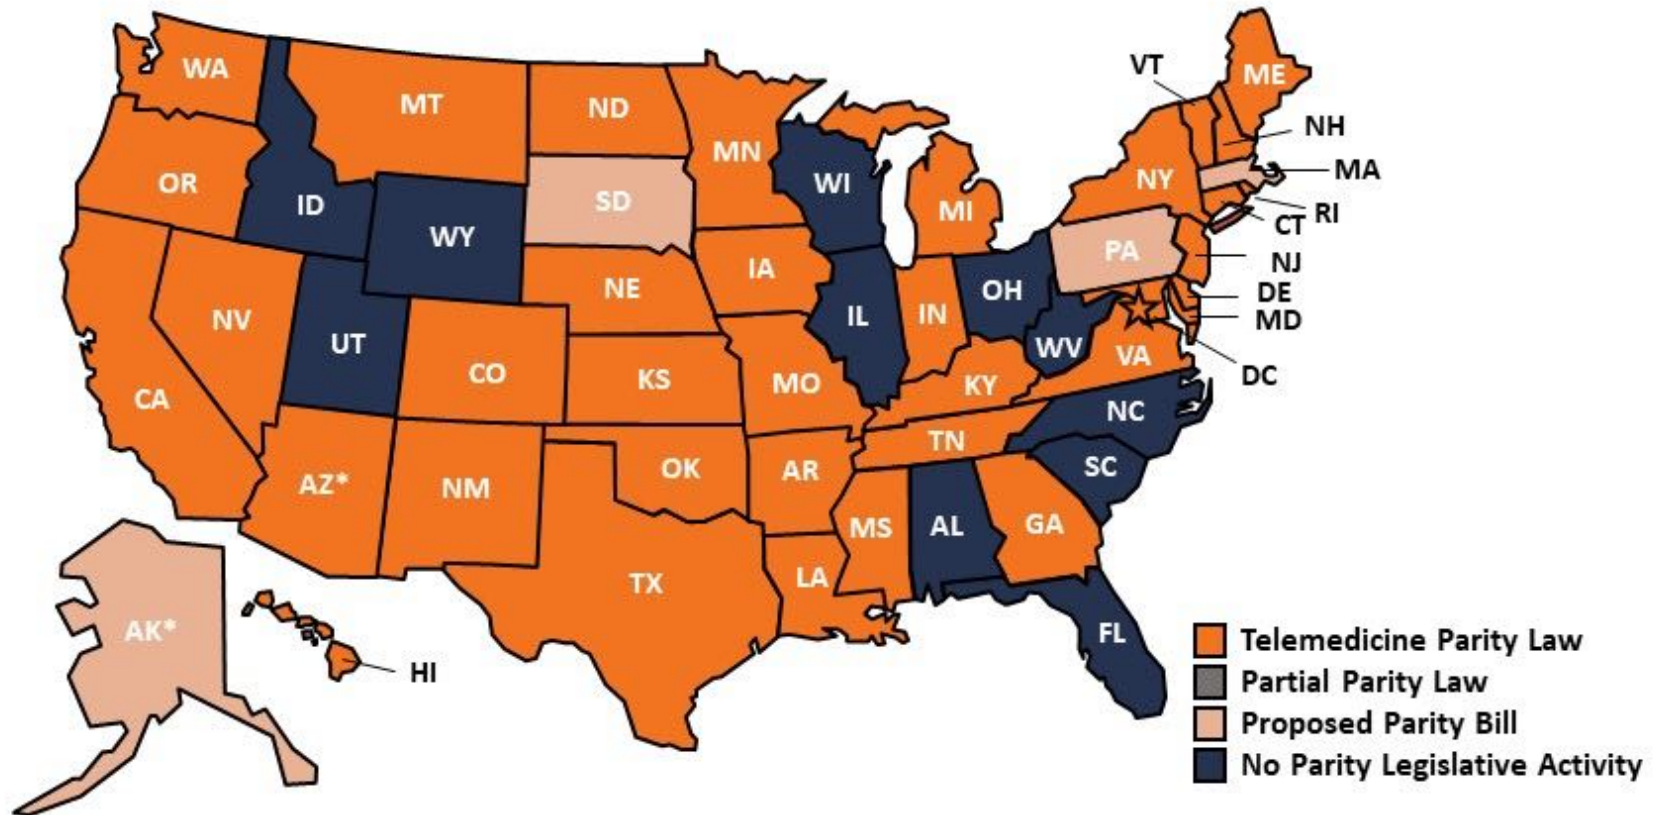 WA
MT
ND
MN
VT
ME
NH
MA
OR
ID
WY
SD
WI
MI
NY
RI
CT
PA
NJ
NE
IA
IL
IN
OH
DE
MD
NV
UT
CO
KS
MO
KY
WV
VA
DC
CA
NC
TN
AZ*
NM
OK
AR
SC
MS
AL
GA
TX
LA
AK*
HI
FL
Telemedicine Parity Law
Partial Parity Law
Proposed Parity Bill
No Parity Legislative Activity